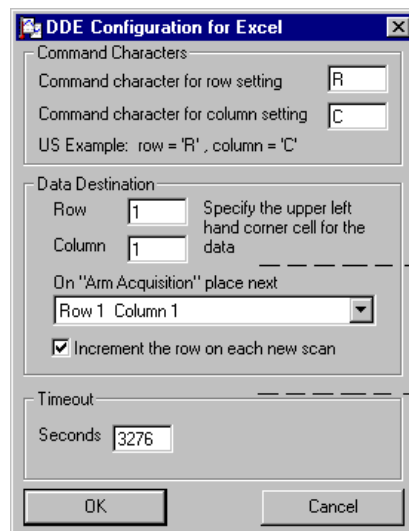 DDE Configuration for Excel
Command Characters
Command character for row setting R
Command character for column setting C
US Example: row = 'R' , column = 'C'
Data Destination
Row 1 Specify the upper left
hand corner cell for the
Column 1 data
On "Arm Acquisition" place next
Row 1 Column 1
Increment the row on each new scan
Timeout
Seconds 3276
OK Cancel